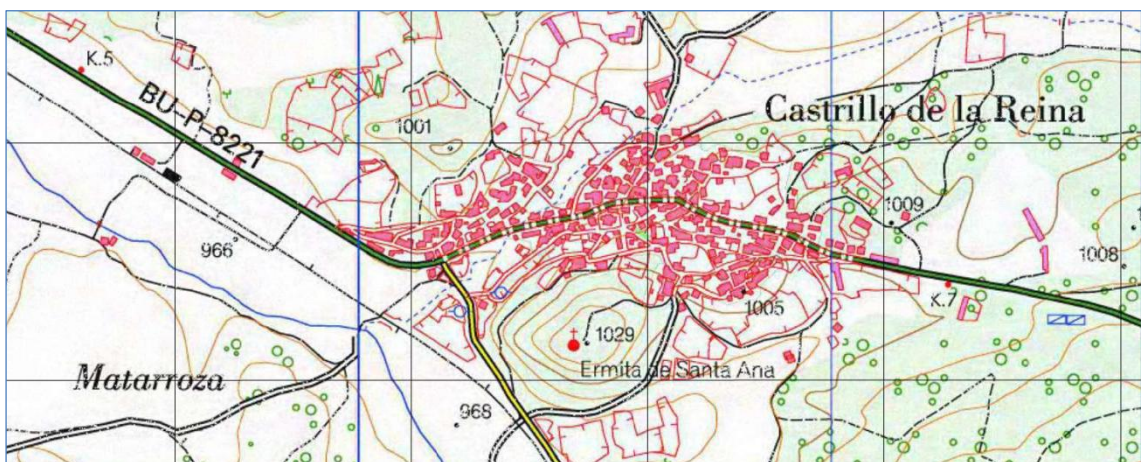 K.5
BU-P-8221
1001
Castrillo de la Reina
1009
966
1008
K.7
1005
1029
Ermita de Santa Ana
Matarroza
968